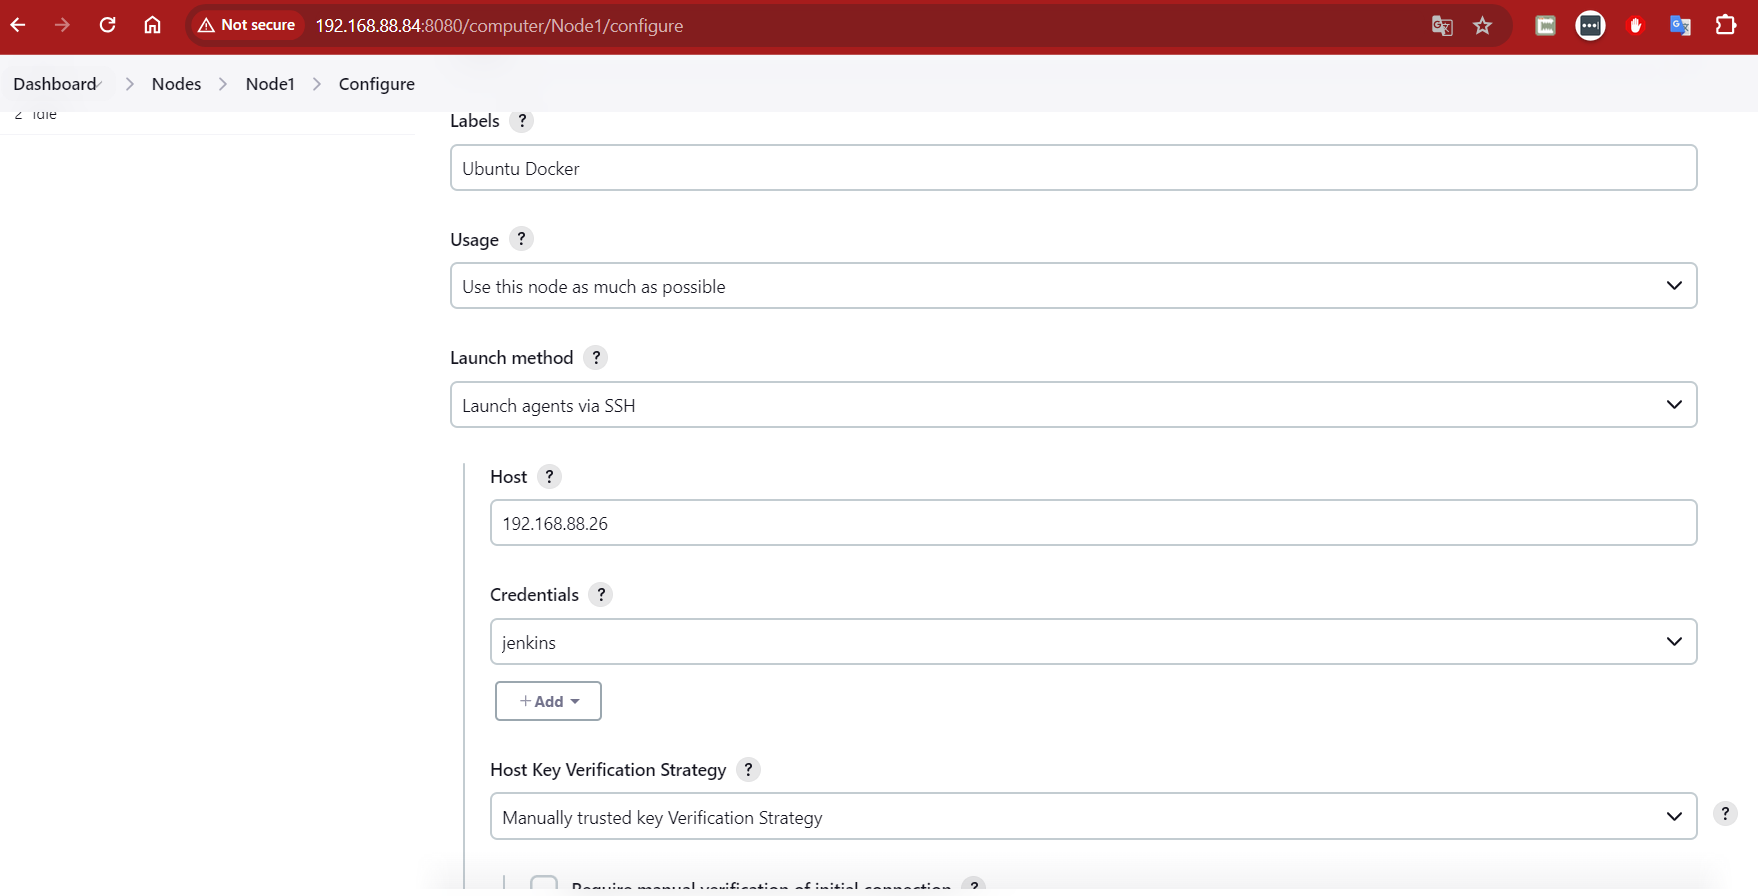 Not secure 192.168.88.84:8080/computer/Node1/configure
Dashboard Nodes Node1 Configure
2 Idle
Labels ?
Ubuntu Docker
Usage ?
Use this node as much as possible
Launch method ?
Launch agents via SSH
Host ?
192.168.88.26
Credentials ?
jenkins
+ Add
Host Key Verification Strategy ?
Manually trusted key Verification Strategy
?
Require manual verification of initial connection ?